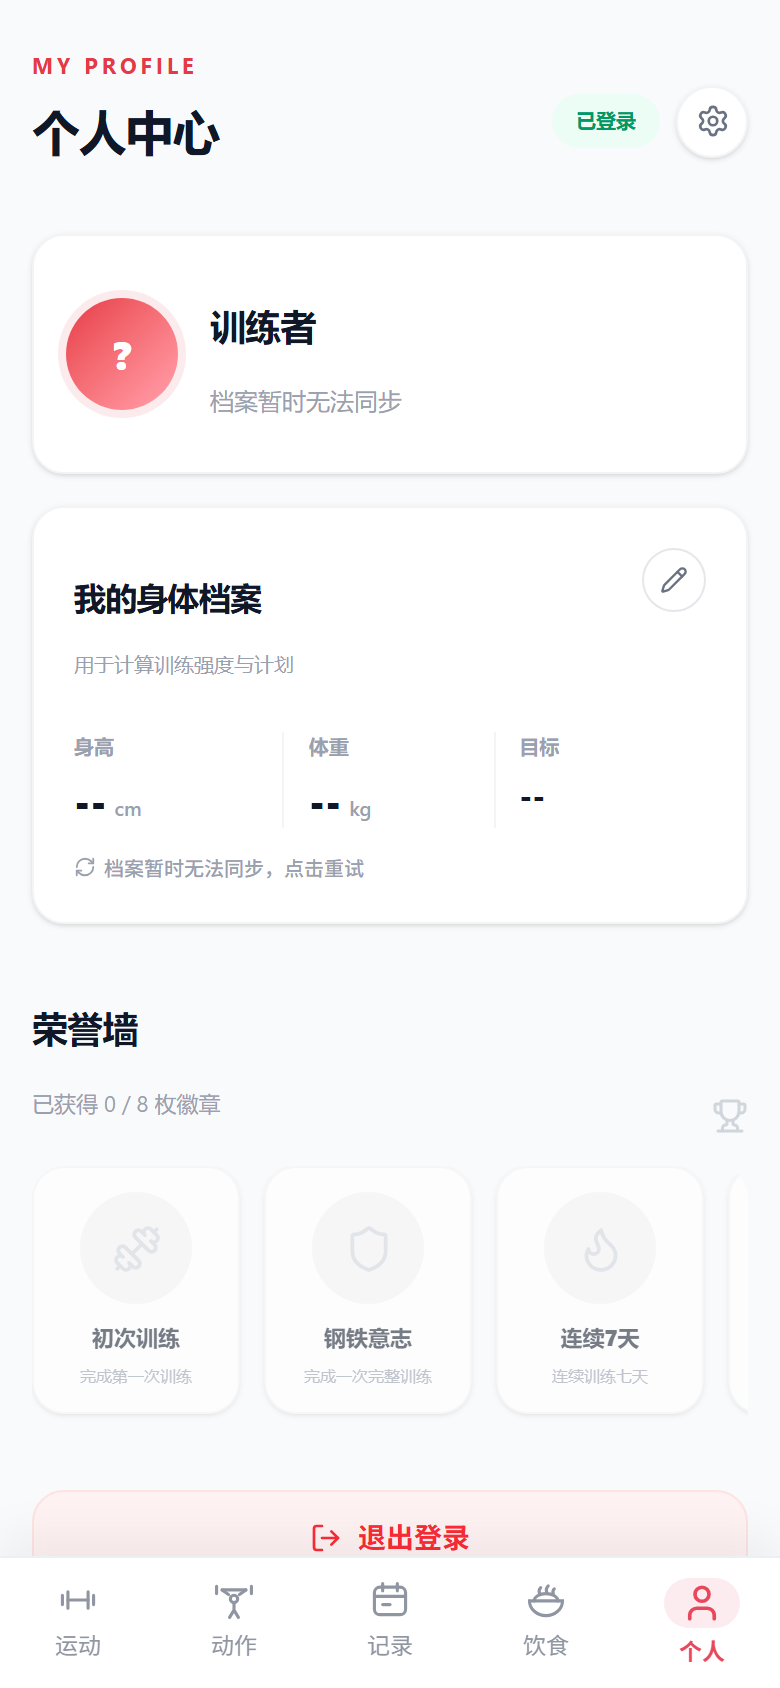 MY PROFILE
个人中心
已登录
?
训练者
档案暂时无法同步
我的身体档案
用于计算训练强度与计划
身高
体重
目标
-- cm
-- kg
--
档案暂时无法同步，点击重试
荣誉墙
已获得 0 / 8 枚徽章
初次训练
完成第一次训练
钢铁意志
完成一次完整训练
连续7天
连续训练七天
退出登录
运动
动作
记录
饮食
个人